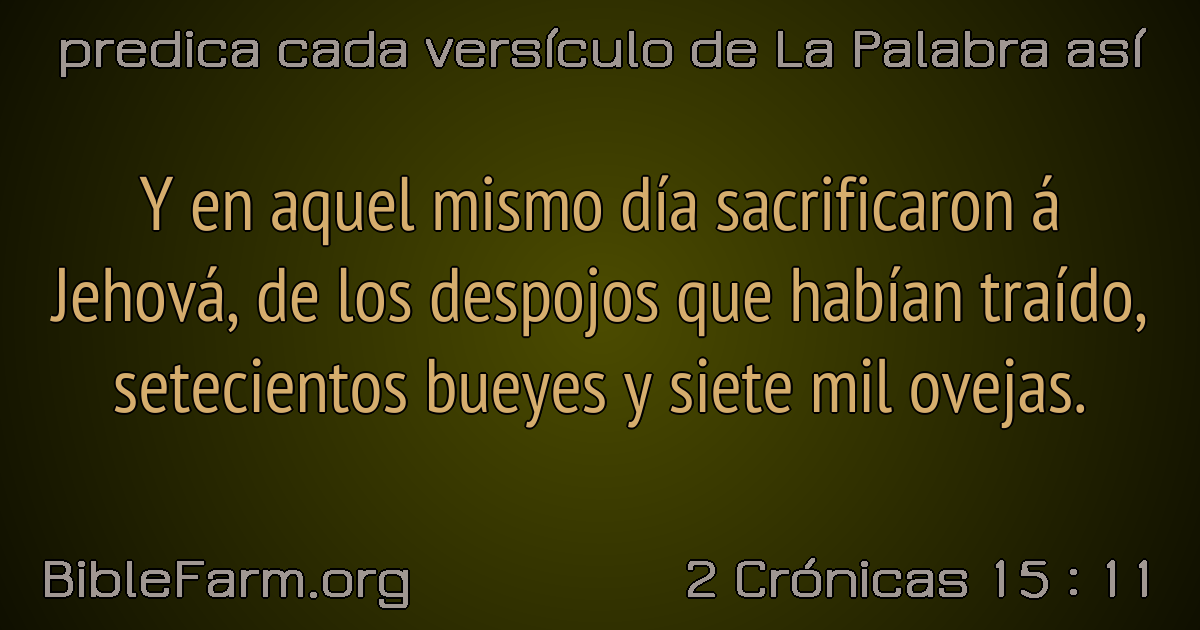 predica cada versículo de La Palabra así
Y en aquel mismo día sacrificaron á
Jehová, de los despojos que habían traído,
setecientos bueyes y siete mil ovejas.
BibleFarm.org
2 Crónicas 15 : 11